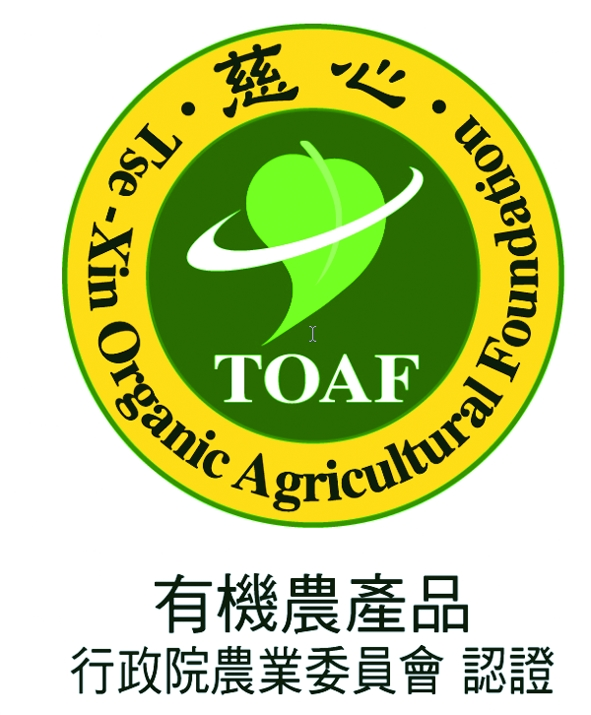 慈心
Tse-Xin Organic Agricultural Foundation
TOAF
有機農產品
行政院農業委員會 認證